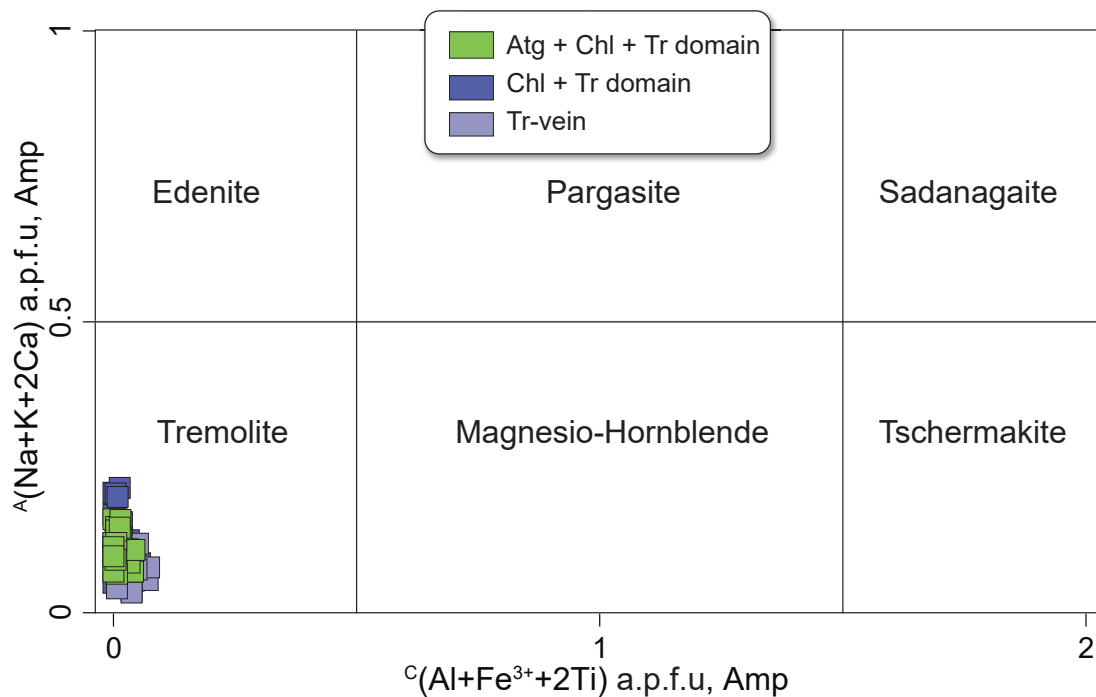 1
Atg + Chl + Tr domain
Chl + Tr domain
Tr-vein
Edenite
Pargasite
Sadanagaite
ᴬ(Na+K+2Ca) a.p.f.u, Amp
0.5
Tremolite
Magnesio-Hornblende
Tschermakite
0
0
1
2
ᶜ(Al+Fe³⁺+2Ti) a.p.f.u, Amp